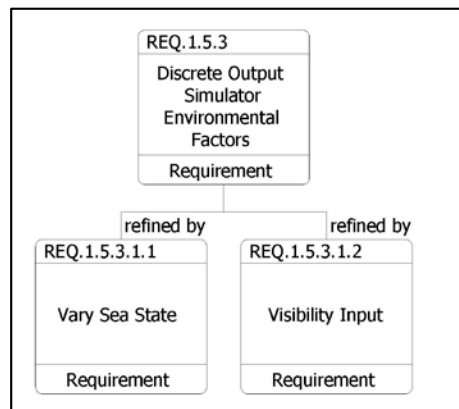 REQ.1.5.3
Discrete Output
Simulator
Environmental
Factors
Requirement
refined by
refined by
REQ.1.5.3.1.1
Vary Sea State
Requirement
REQ.1.5.3.1.2
Visibility Input
Requirement